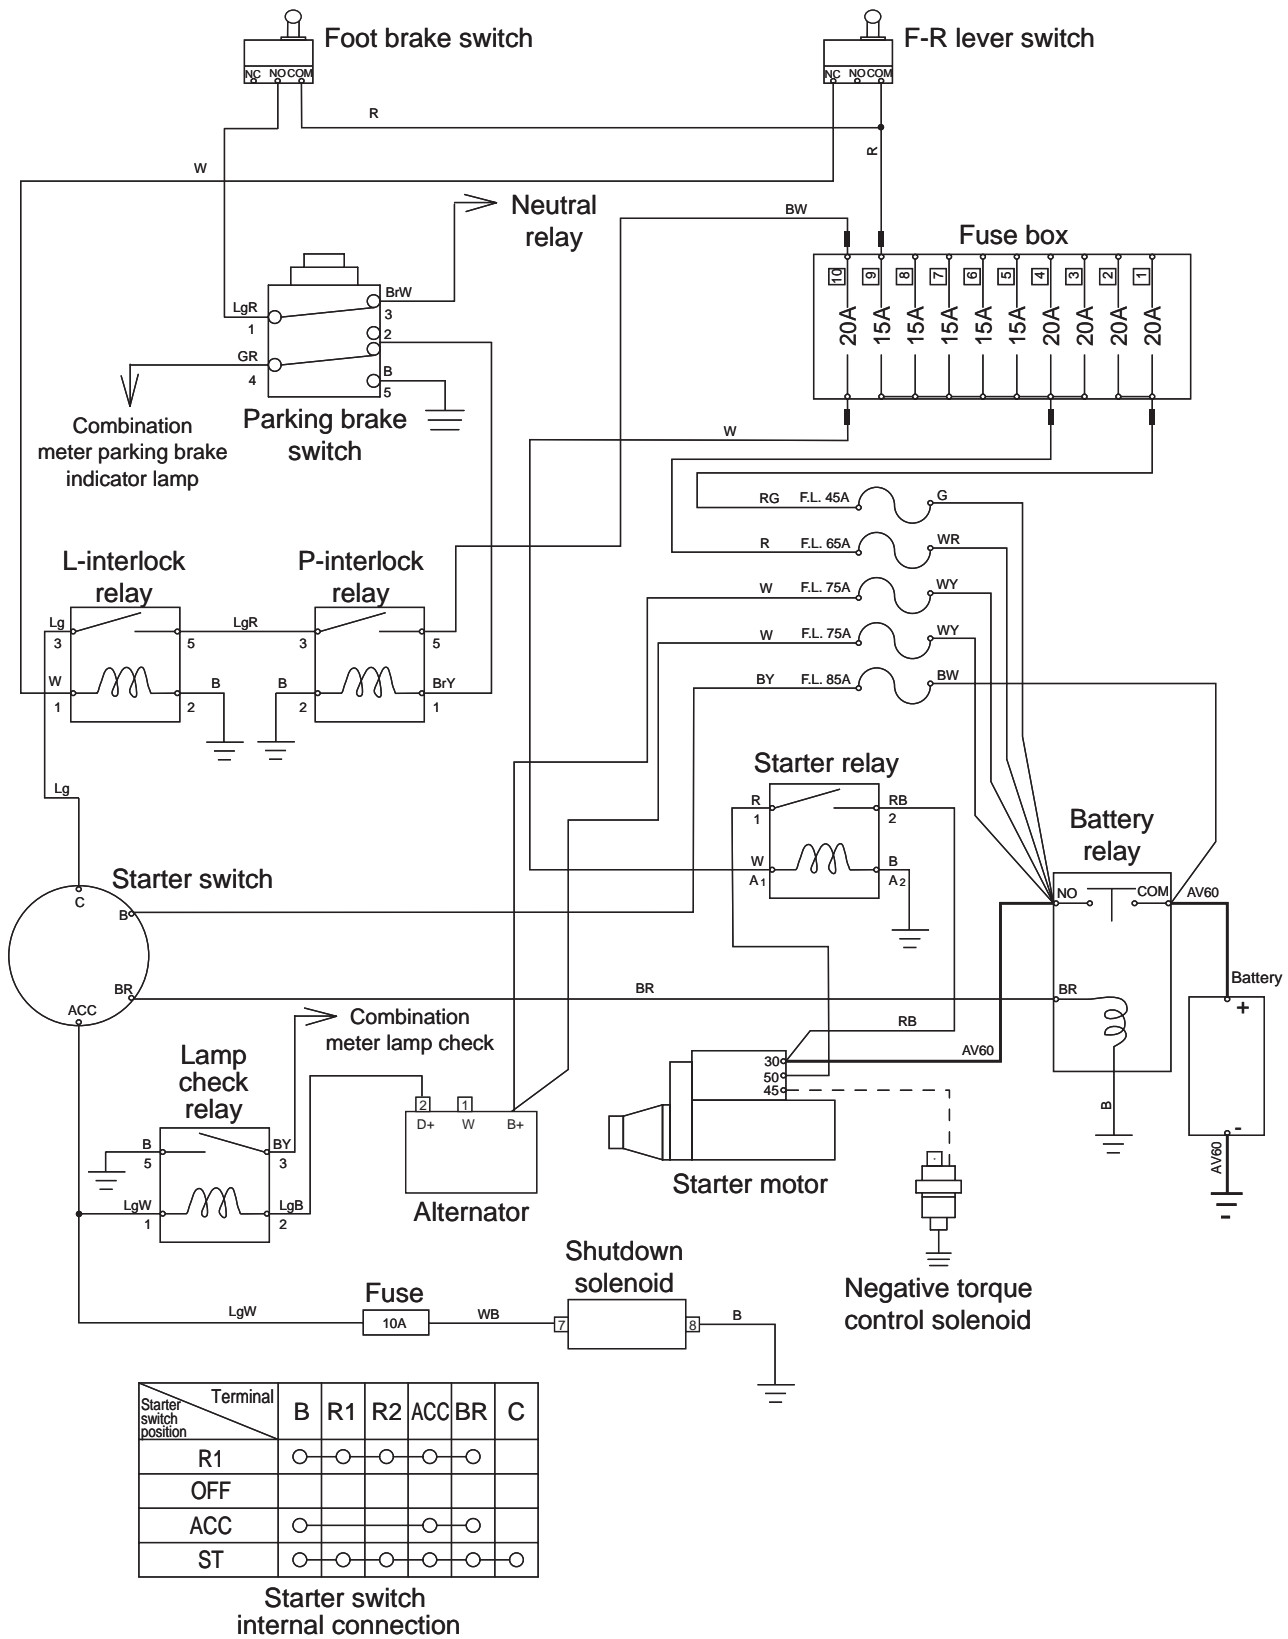 Foot brake switch
NC NO COM
F-R lever switch
NC NO COM
R
R
W
Neutral
relay
BW
Fuse box
10 9 8 7 6 5 4 3 2 1
20A 15A 15A 15A 15A 15A 20A 20A 20A 20A
LgR
1
BrW
3
2
GR
4
B
5
Parking brake
switch
Combination
meter parking brake
indicator lamp
W
RG F.L. 45A G
R F.L. 65A WR
W F.L. 75A WY
W F.L. 75A WY
BY F.L. 85A BW
L-interlock
relay
P-interlock
relay
Lg
3
LgR
5
3
5
W
1
B
2
B
2
BrY
1
Lg
Starter relay
R
1
RB
2
W
A1
B
A2
Battery
relay
NO COM AV60
BR
B
Battery
+
-
AV60
Starter switch
C
B
BR
ACC
BR
RB
AV60
Combination
meter lamp check
Lamp
check
relay
B
5
BY
3
LgW
1
LgB
2
2 1
D+ W B+
Alternator
30
50
45
Starter motor
Negative torque
control solenoid
LgW
Fuse
10A
WB
Shutdown
solenoid
7 8
B
Terminal
Starter
switch
position
B R1 R2 ACC BR C
R1
OFF
ACC
ST
Starter switch
internal connection